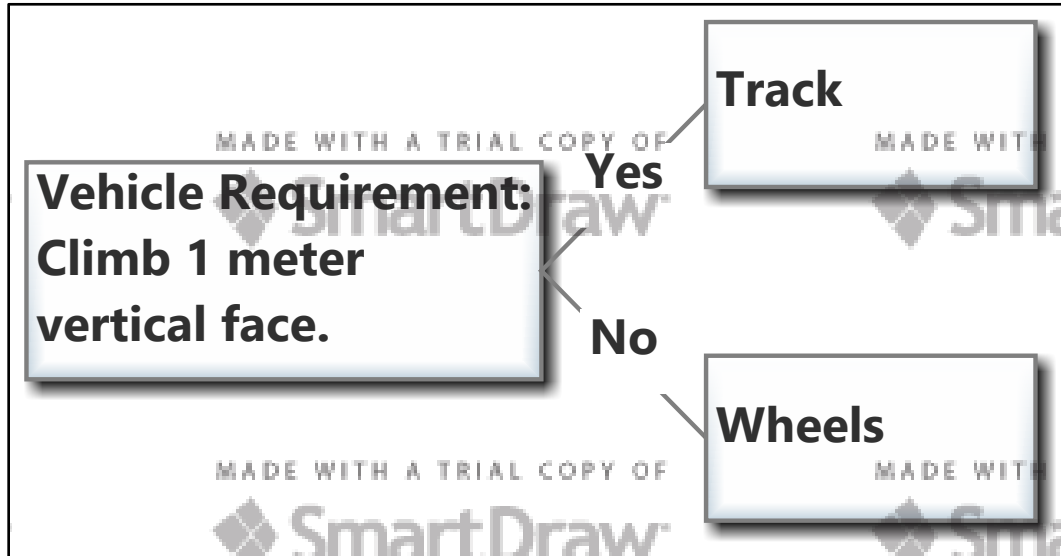 Track
MADE WITH A TRIAL COPY OF
MADE WITH
Yes
Vehicle Requirement:
Climb 1 meter
vertical face.
SmartDraw
No
Wheels
MADE WITH A TRIAL COPY OF
MADE WITH
SmartDraw